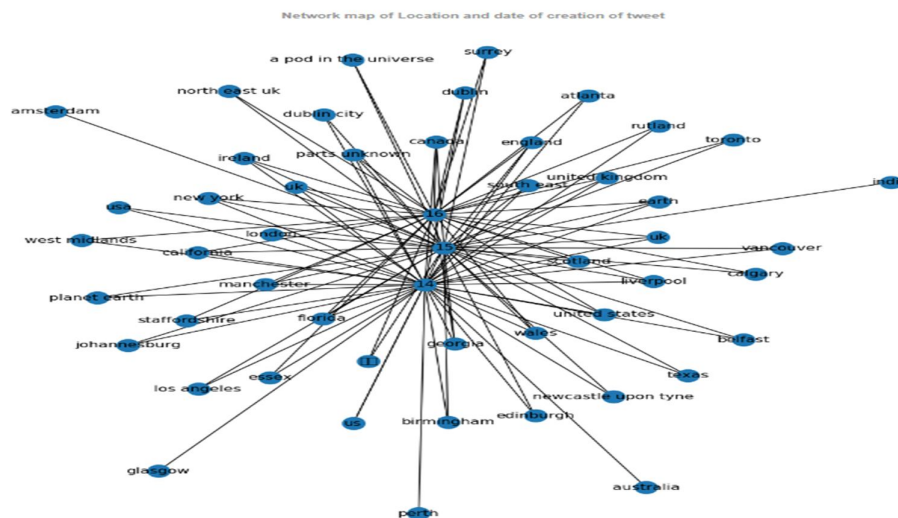 Network map of Location and date of creation of tweet
surrey
a pod in the universe
north east uk
dublin
atlanta
amsterdam
dublin city
rutland
canada
england
toronto
ireland
parts unknown
united kingdom
south east
indi
uk
new york
usa
earth
16
west midlands
london
uk
california
15
vancouver
scotland
calgary
manchester
14
liverpool
planet earth
staffordshire
florida
united states
wales
johannesburg
georgia
belfast
[]
essex
texas
los angeles
newcastle upon tyne
us
birmingham
edinburgh
glasgow
australia
perth